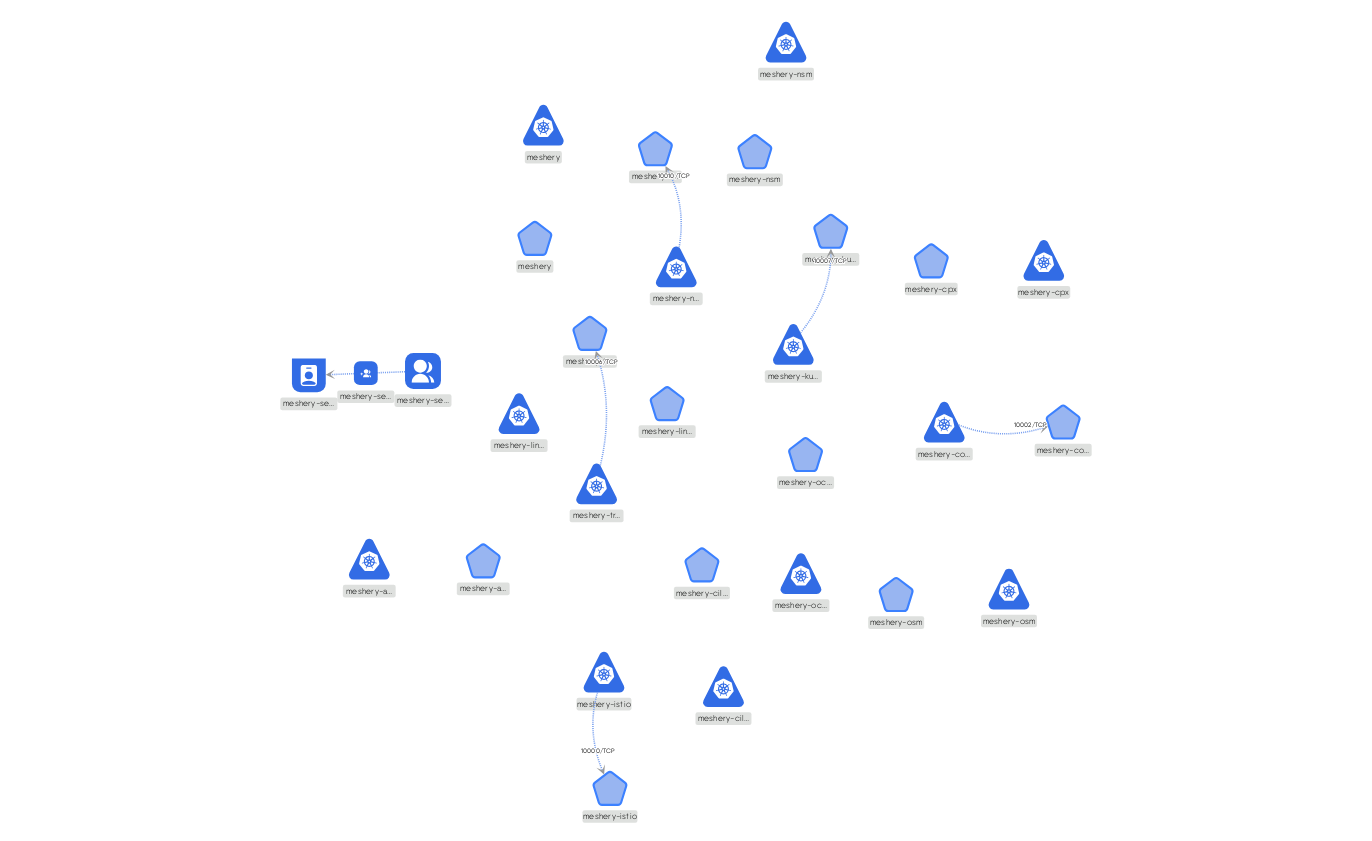 meshery-nsm
meshery
10010/TCP
meshery-nsm
meshery
meshery-n...
10007/TCP
meshery-cpx
meshery-cpx
10006/TCP
meshery-ku...
meshery-se...
meshery-se...
meshery-se...
meshery-lin...
meshery-lin...
10002/TCP
meshery-co...
meshery-co...
meshery-oc...
meshery-tr...
meshery-a...
meshery-a...
meshery-cil...
meshery-oc...
meshery-osm
meshery-osm
meshery-istio
meshery-cil...
10000/TCP
meshery-istio